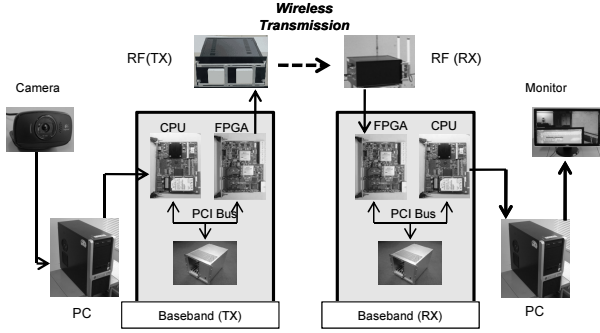 Wireless
Transmission
RF(TX)
RF (RX)
Camera
Monitor
CPU
FPGA
FPGA
CPU
PCI Bus
PCI Bus
PC
PC
Baseband (TX)
Baseband (RX)